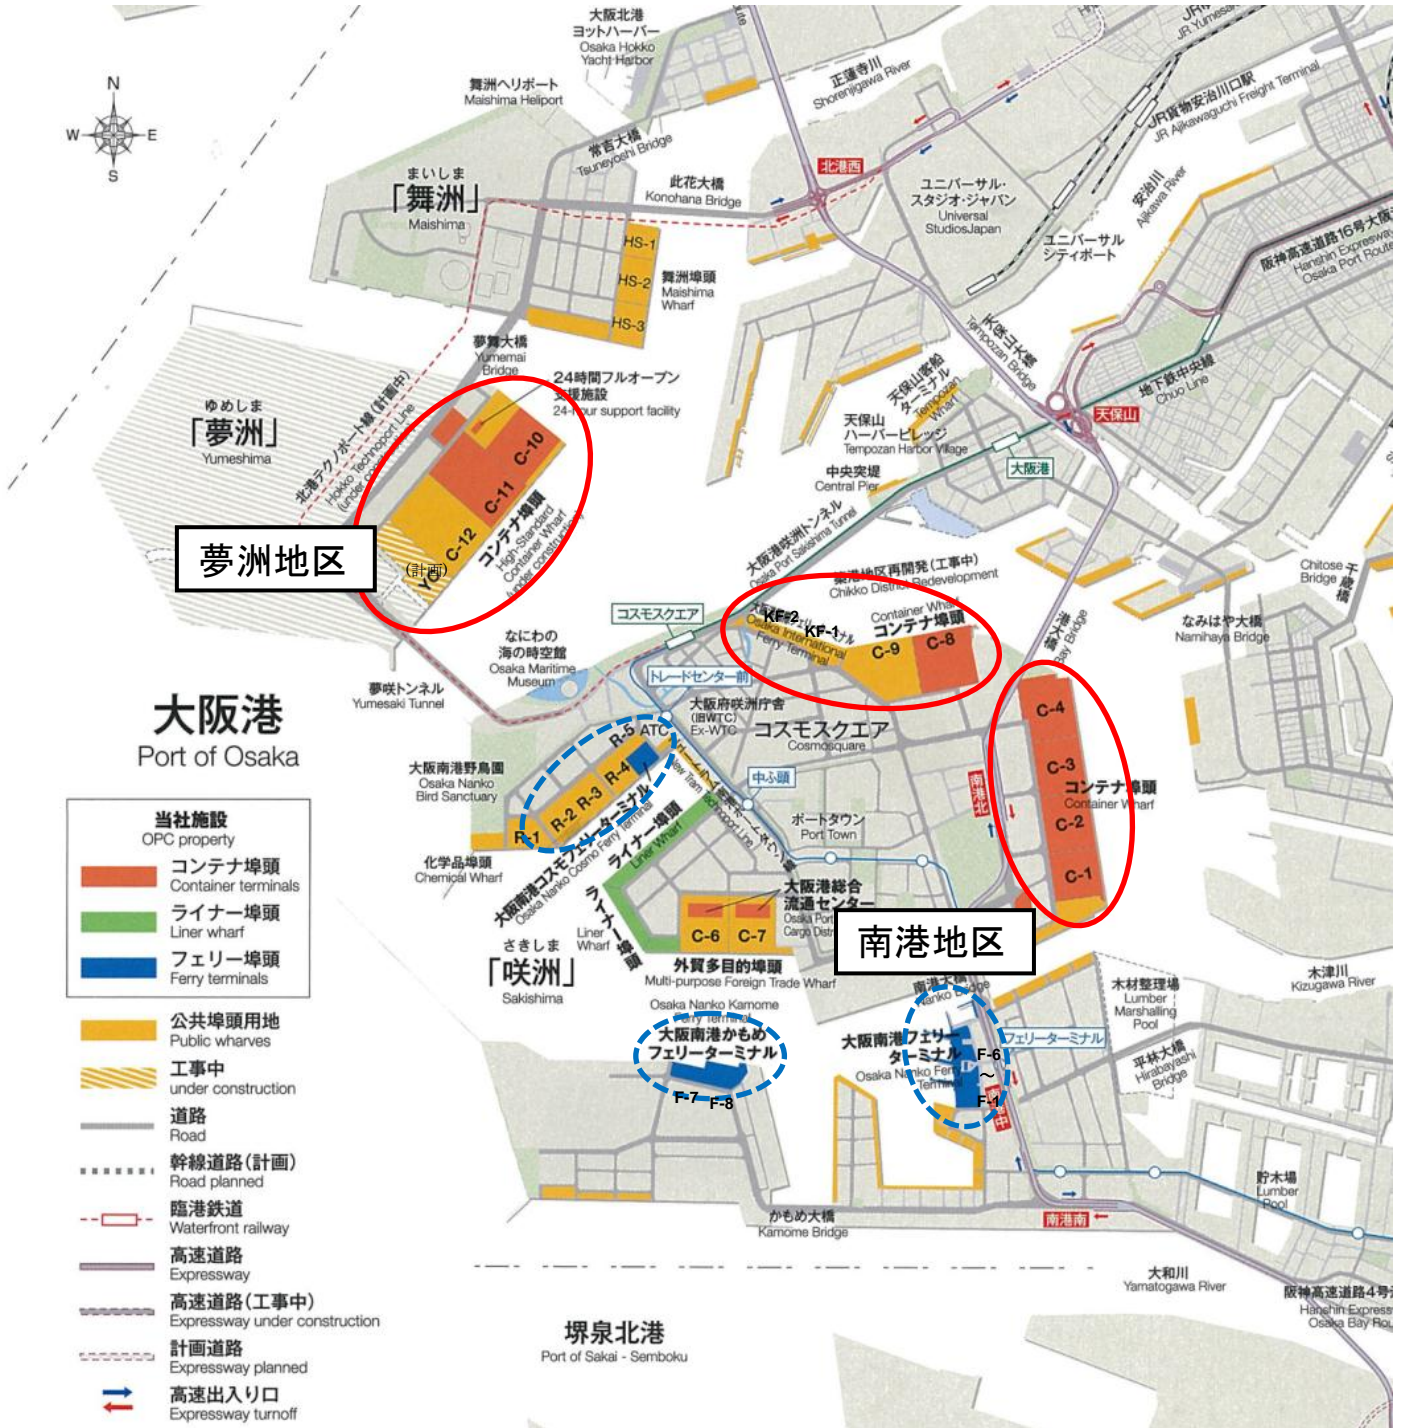 大阪北港
ヨットハーバー
Osaka Hokko
Yacht Harbor
舞洲ヘリポート
Maishima Heliport
正蓮寺川
Shorenjigawa River
JR貨物安治川口駅
JR Ajikawaguchi Freight Terminal
N
W
E
S
常吉大橋
Tsuneyoshi Bridge
まいしま
「舞洲」
Maishima
此花大橋
Konohana Bridge
北港西
ユニバーサル・
スタジオ・ジャパン
Universal
StudiosJapan
安治川
Ajikawa River
ユニバーサル
シティポート
阪神高速道路16号大阪
Hanshin Expressway
Osaka Port Route
HS-1
HS-2
HS-3
舞洲埠頭
Maishima
Wharf
夢舞大橋
Yumemai
Bridge
天保山大橋
Tempozan Bridge
地下鉄中央線
Chuo Line
天保山
24時間フルオープン
支援施設
24-hour support facility
天保山客船
ターミナル
Tempozan
Wharf
天保山
ハーバービレッジ
Tempozan Harbor Village
大阪港
中央突堤
Central Pier
ゆめしま
「夢洲」
Yumeshima
北港テクノポート線(計画中)
Hokko Technoport Line
(under construction)
C-10
C-11
C-12
YC
(計画)
コンテナ埠頭
High-Standard
Container Wharf
(under construction)
夢洲地区
大阪港咲洲トンネル
Osaka Port Sakishima Tunnel
築港地区再開発(工事中)
Chikko District Redevelopment
Chitose
Bridge
千歳橋
なみはや大橋
Namihaya Bridge
港大橋
Bay Bridge
コスモスクエア
KF-2
KF-1
Osaka International
Ferry Terminal
Container Wharf
コンテナ埠頭
C-9
C-8
なにわの
海の時空館
Osaka Maritime
Museum
トレードセンター前
夢咲トンネル
Yumesaki Tunnel
大阪府咲洲庁舎
(旧WTC)
Ex-WTC
コスモスクエア
Cosmosquare
C-4
C-3
C-2
C-1
コンテナ埠頭
Container Wharf
大阪港
Port of Osaka
ATC
R-5
R-4
R-3
R-2
R-1
大阪南港野鳥園
Osaka Nanko
Bird Sanctuary
中ふ頭
南港北
ポートタウン
Port Town
化学品埠頭
Chemical Wharf
大阪南港コスモフェリーターミナル
Osaka Nanko Cosmo Ferry Terminal
ライナー埠頭
Liner Wharf
ライナー埠頭
Liner
Wharf
大阪港総合
流通センター
Osaka Port
C-6
C-7
外貿多目的埠頭
Multi-purpose Foreign Trade Wharf
南港地区
さきしま
「咲洲」
Sakishima
南港大橋
Nanko Bridge
木材整理場
Lumber
Marshalling
Pool
木津川
Kizugawa River
Osaka Nanko Kamome
Ferry Terminal
大阪南港かもめ
フェリーターミナル
F-7
F-8
大阪南港フェリー
ターミナル
Osaka Nanko Ferry
Terminal
F-6
～
F-1
フェリーターミナル
平林大橋
Hirabayashi
Bridge
貯木場
Lumber
Pool
南港南
かもめ大橋
Kamome Bridge
大和川
Yamatogawa River
阪神高速道路4号
Hanshin Express
Osaka Bay Rou
堺泉北港
Port of Sakai - Semboku
当社施設
OPC property
コンテナ埠頭
Container terminals
ライナー埠頭
Liner wharf
フェリー埠頭
Ferry terminals
公共埠頭用地
Public wharves
工事中
under construction
道路
Road
幹線道路(計画)
Road planned
臨港鉄道
Waterfront railway
高速道路
Expressway
高速道路(工事中)
Expressway under construction
計画道路
Expressway planned
高速出入り口
Expressway turnoff